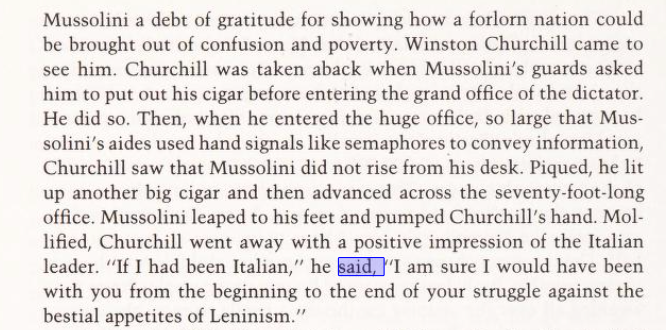 Mussolini a debt of gratitude for showing how a forlorn nation could
be brought out of confusion and poverty. Winston Churchill came to
see him. Churchill was taken aback when Mussolini's guards asked
him to put out his cigar before entering the grand office of the dictator.
He did so. Then, when he entered the huge office, so large that Mus-
solini's aides used hand signals like semaphores to convey information,
Churchill saw that Mussolini did not rise from his desk. Piqued, he lit
up another big cigar and then advanced across the seventy-foot-long
office. Mussolini leaped to his feet and pumped Churchill's hand. Mol-
lified, Churchill went away with a positive impression of the Italian
leader. "If I had been Italian," he said, "I am sure I would have been
with you from the beginning to the end of your struggle against the
bestial appetites of Leninism."